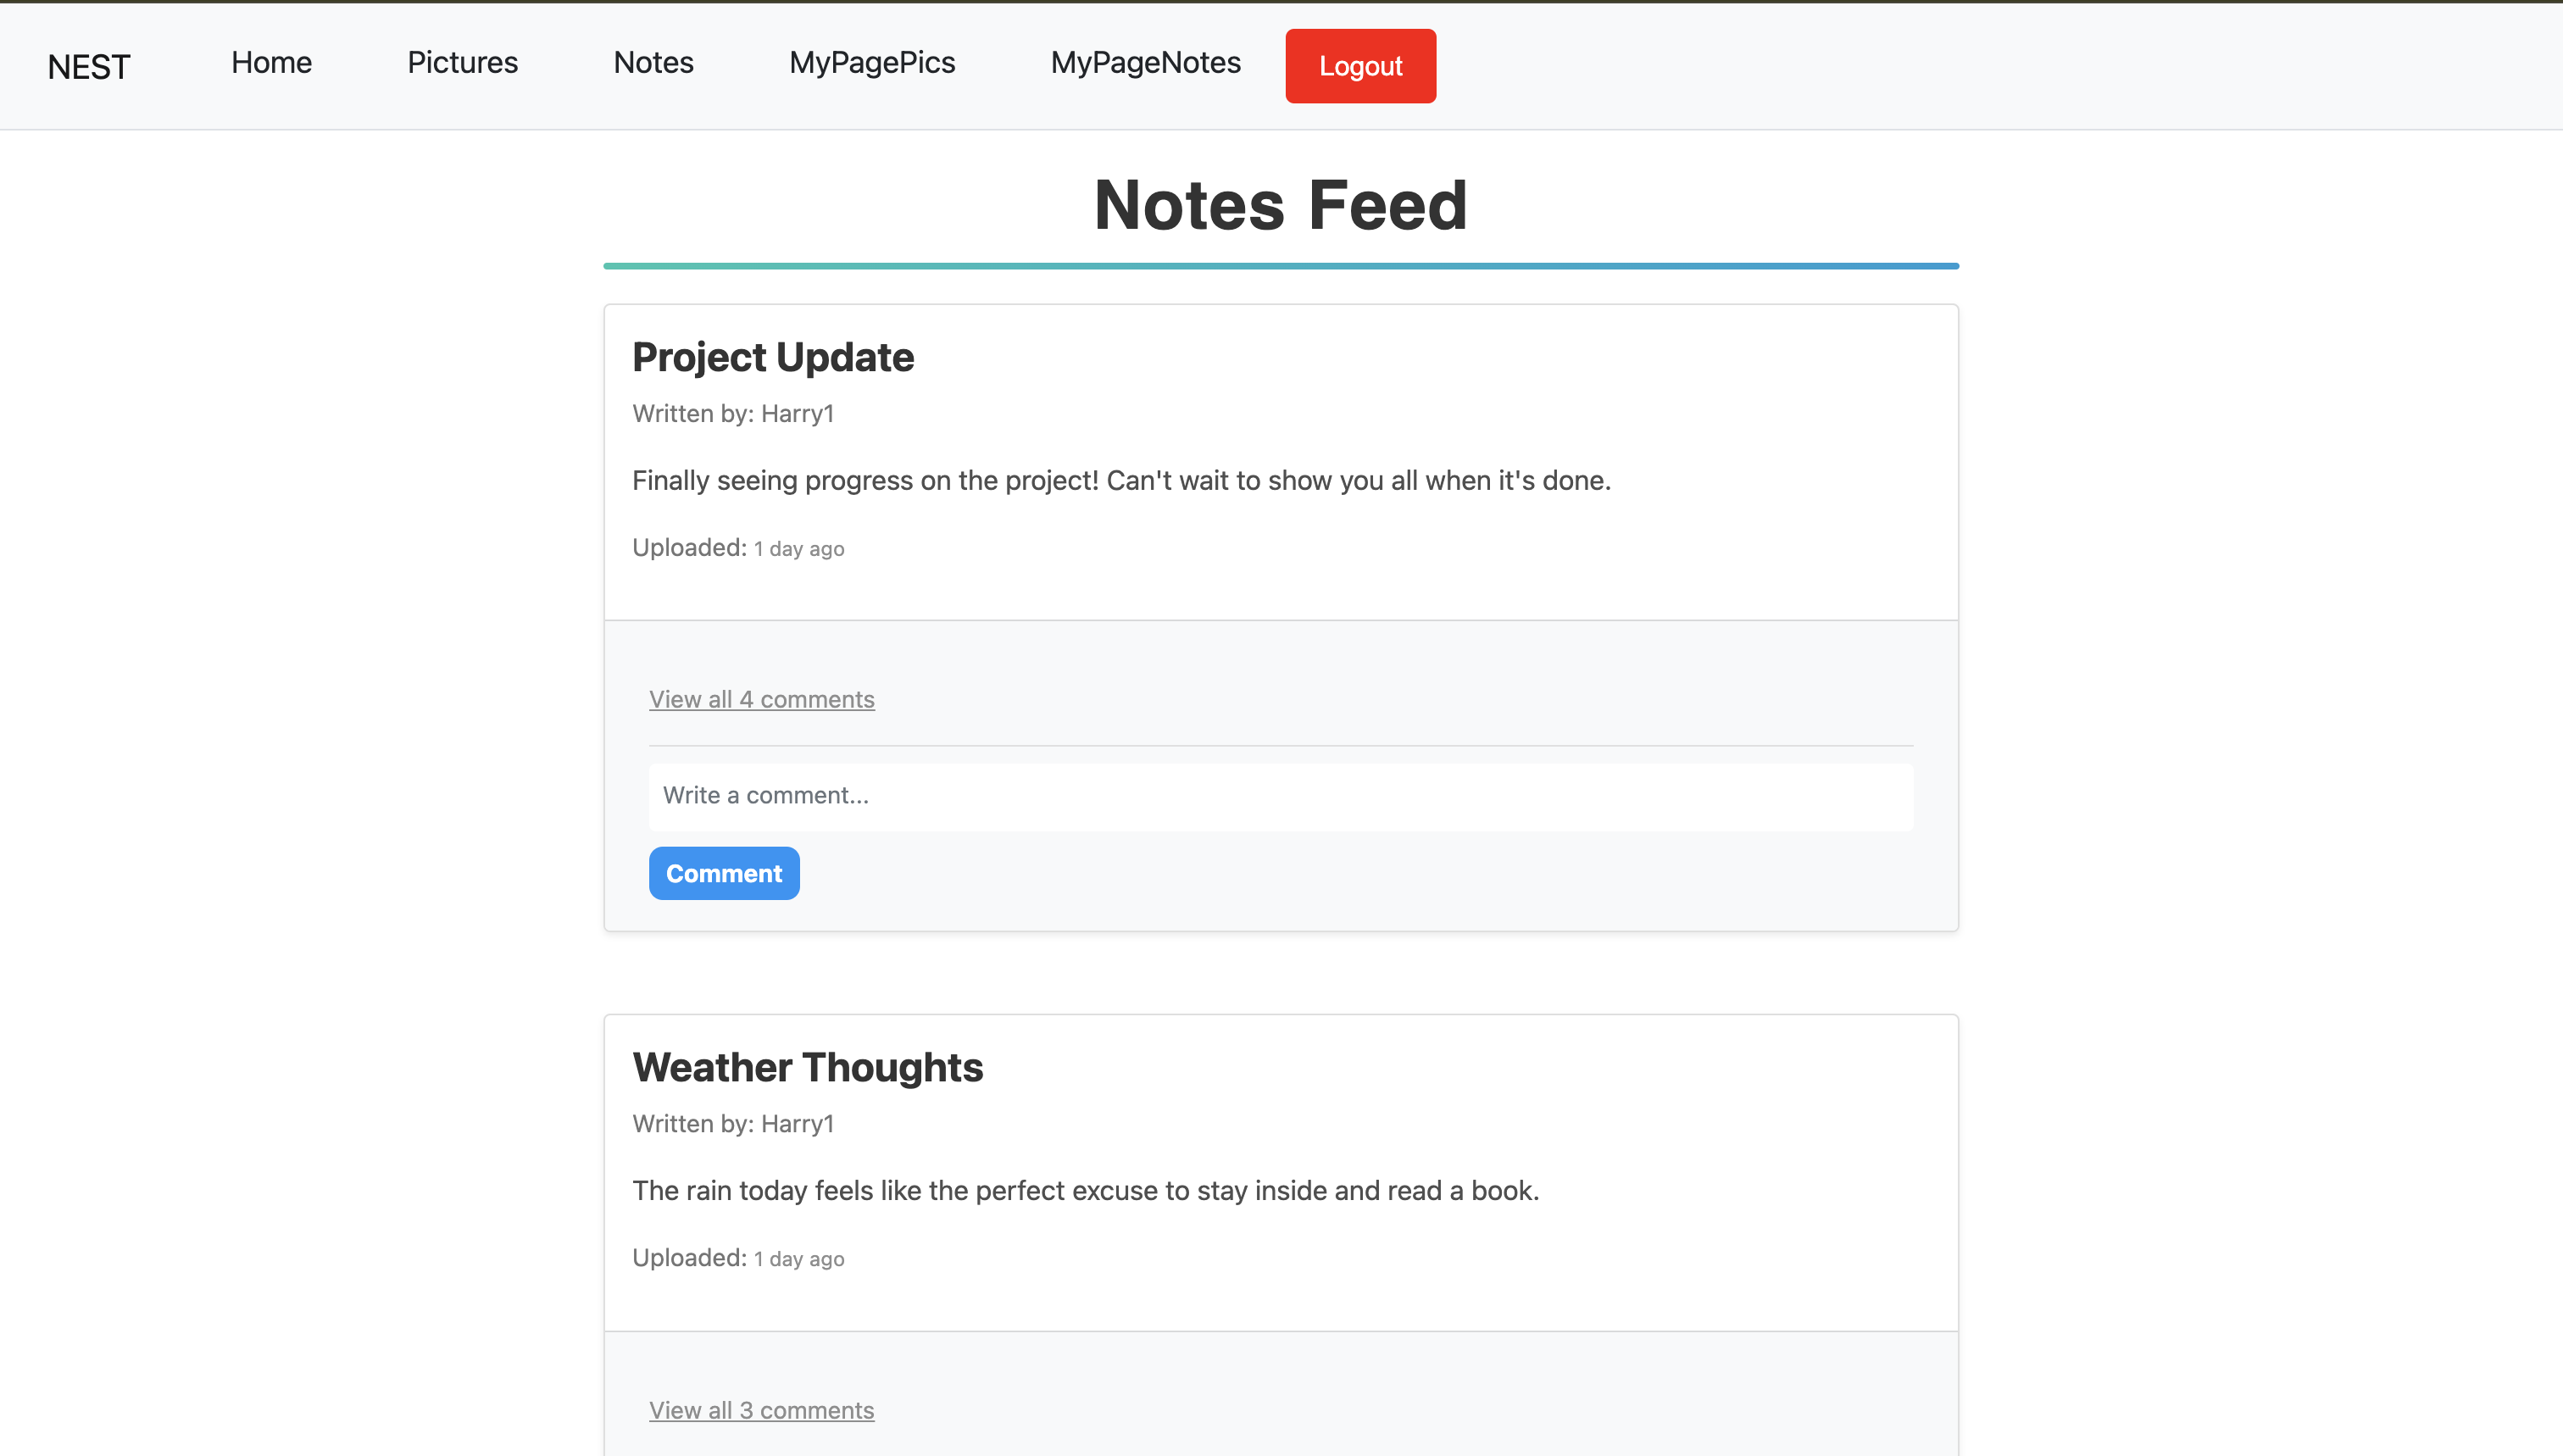 NEST Home Pictures Notes MyPagePics MyPageNotes Logout
Notes Feed
Project Update
Written by: Harry1
Finally seeing progress on the project! Can't wait to show you all when it's done.
Uploaded: 1 day ago
View all 4 comments
Write a comment...
Comment
Weather Thoughts
Written by: Harry1
The rain today feels like the perfect excuse to stay inside and read a book.
Uploaded: 1 day ago
View all 3 comments